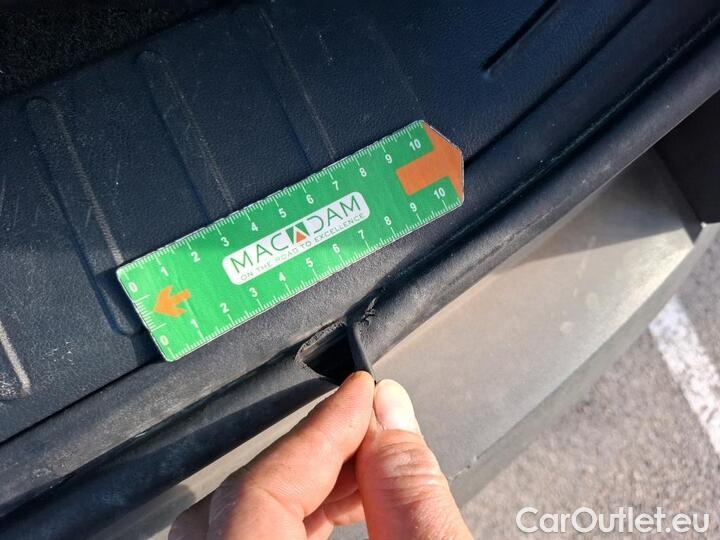 0 1 2 3 4 5 6 7 8 9 10
MACADAM
ON THE ROAD TO EXCELLENCE
0 1 2 3 4 5 6 7 8 9 10
CarOutlet.eu